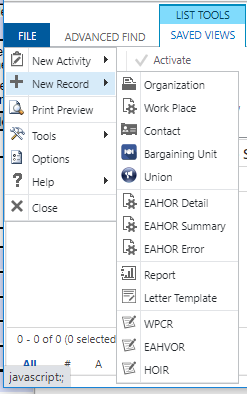 LIST TOOLS
FILE
ADVANCED FIND
SAVED VIEWS
New Activity
Activate
New Record
Print Preview
Tools
Options
Help
Close
Organization
Work Place
Contact
Bargaining Unit
Union
EAHOR Detail
EAHOR Summary
EAHOR Error
Report
Letter Template
WPCR
EAHVOR
HOIR
0 - 0 of 0 (0 selected
All # A
javascript:;